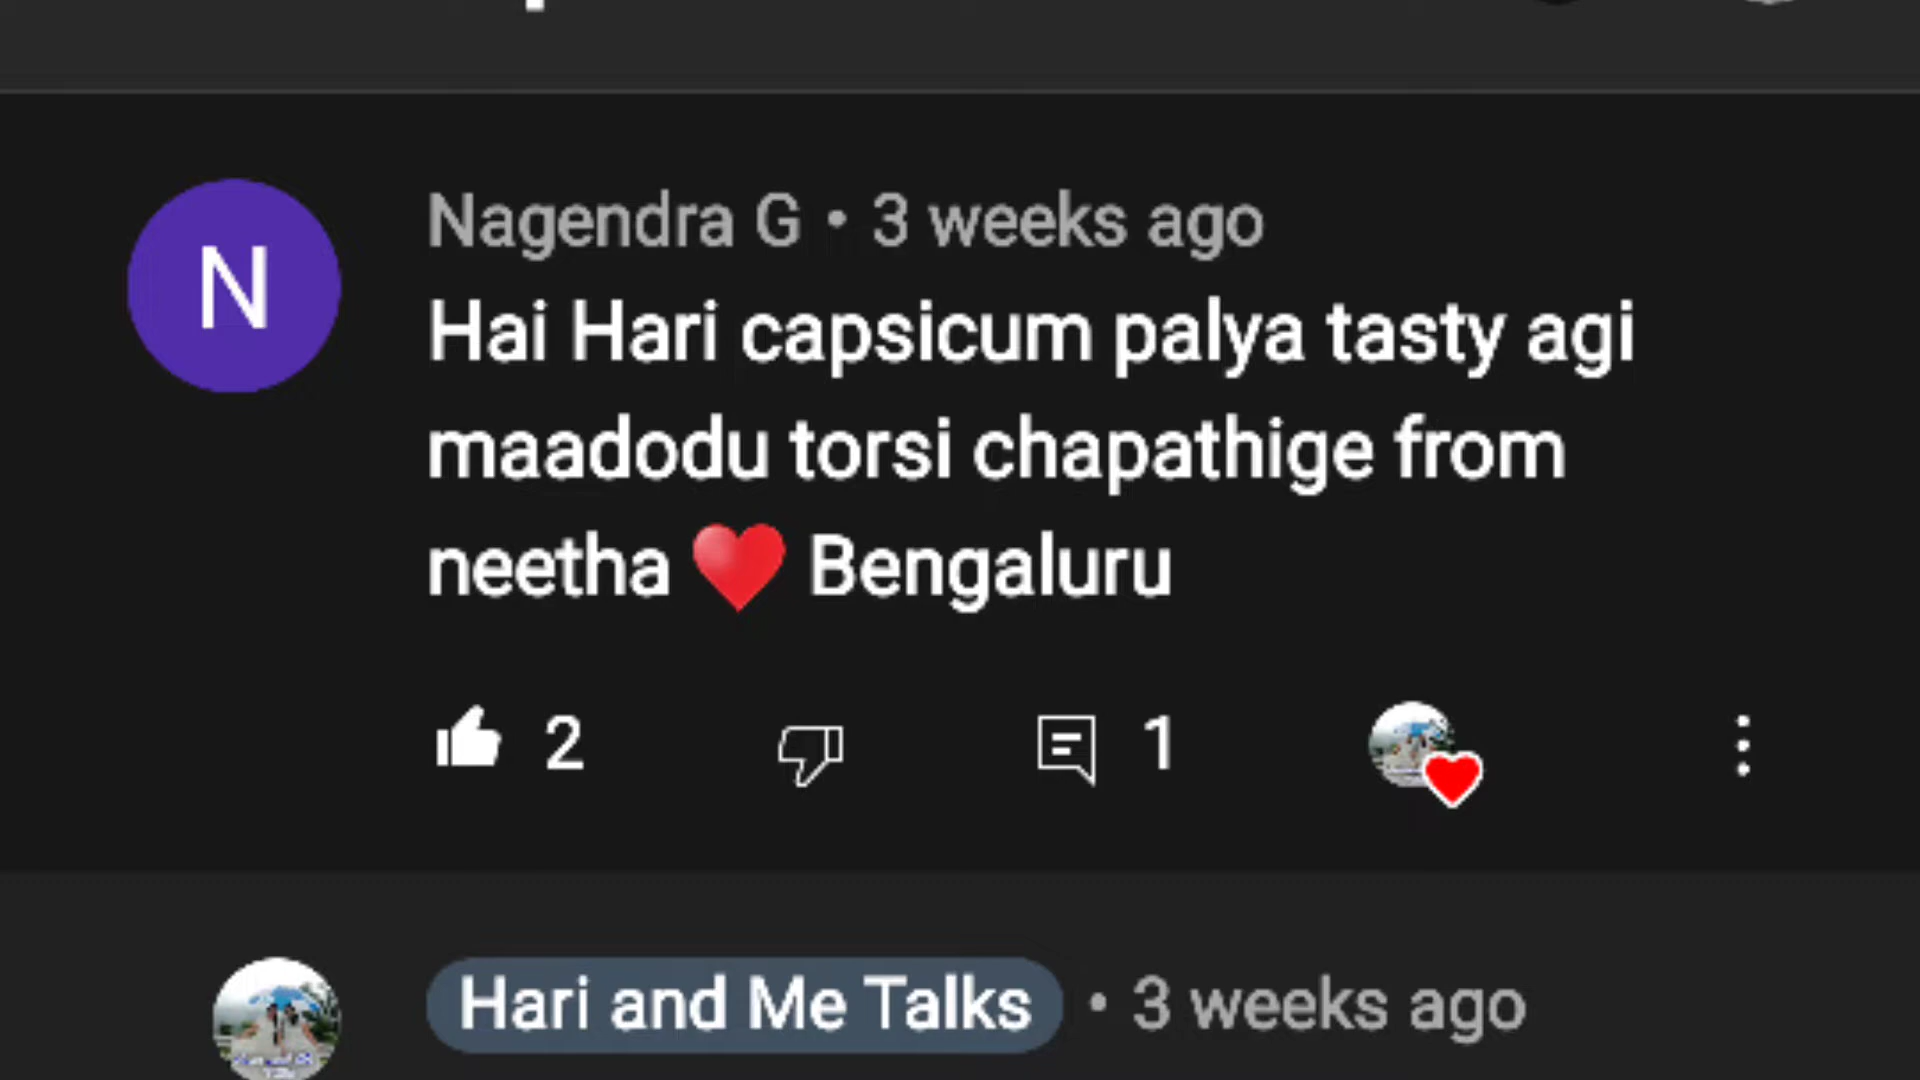 N
Nagendra G • 3 weeks ago
Hai Hari capsicum palya tasty agi
maadodu torsi chapathige from
neetha ❤️ Bengaluru
2
1
Hari and Me Talks • 3 weeks ago